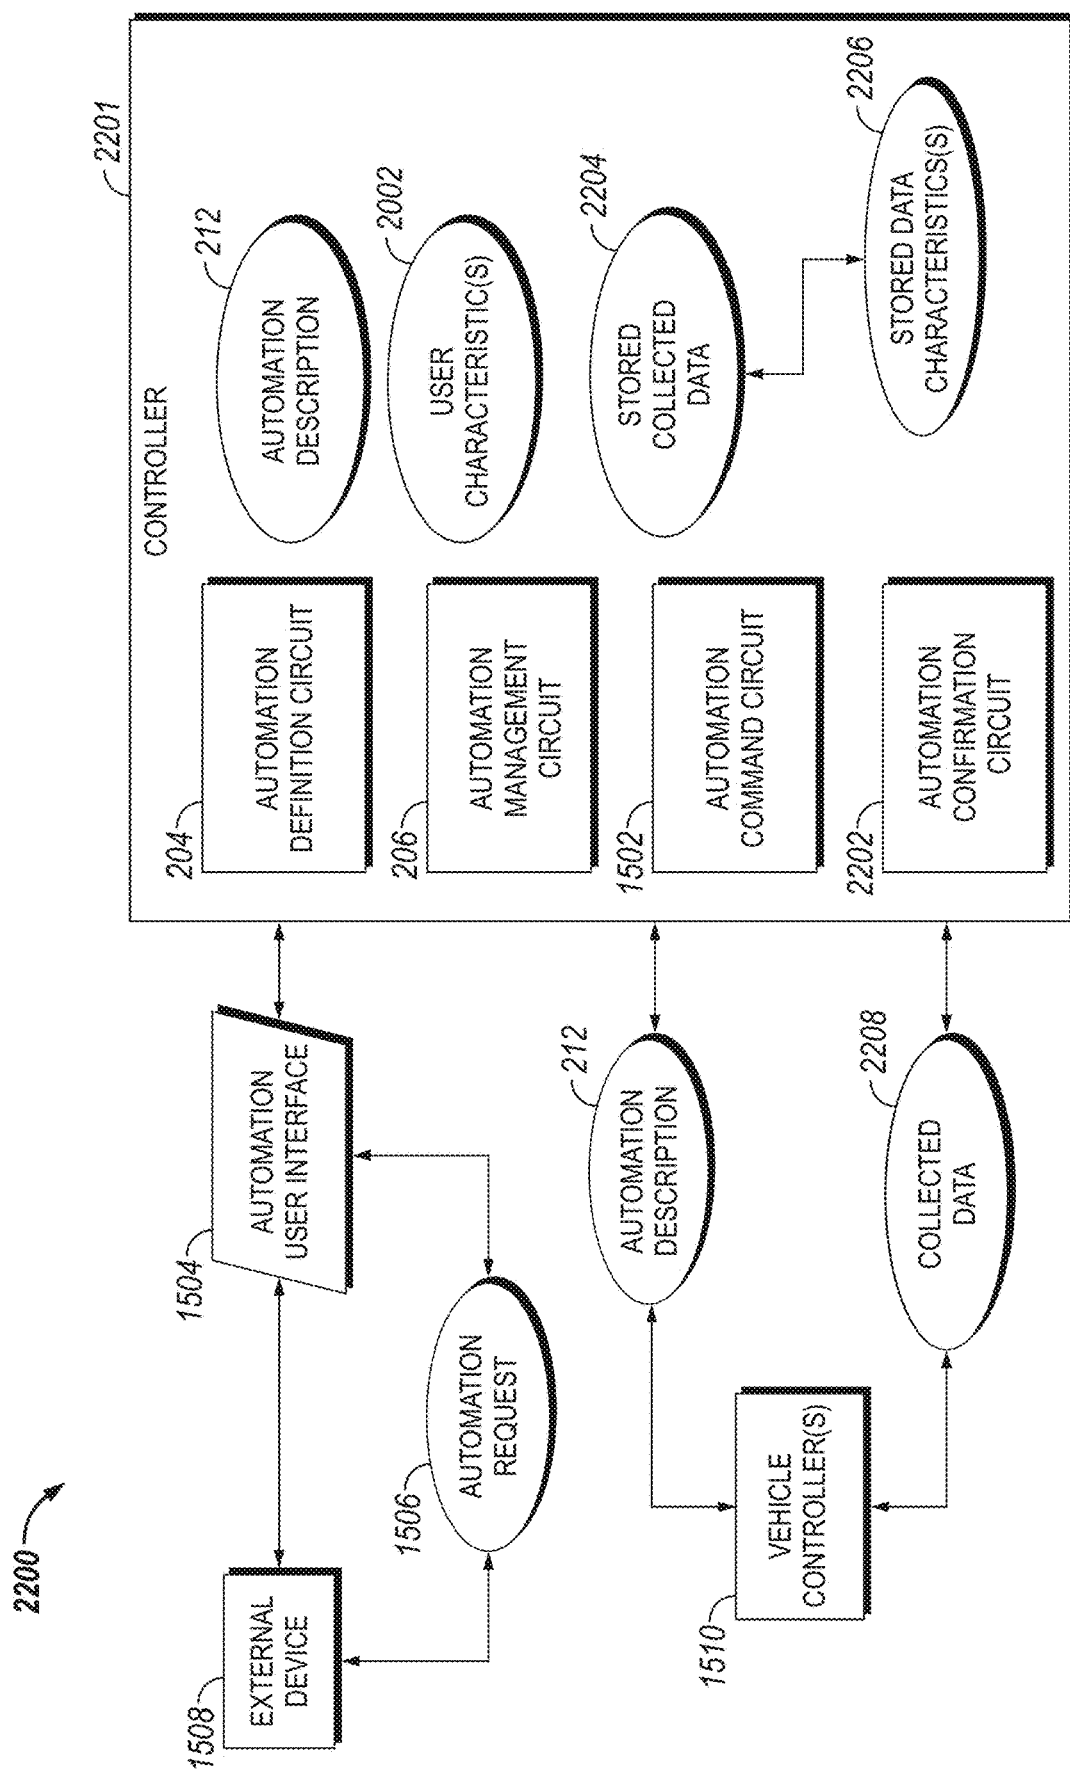 2200
1508
EXTERNAL
DEVICE
1504
AUTOMATION
USER INTERFACE
1506
AUTOMATION
REQUEST
1510
VEHICLE
CONTROLLER(S)
212
AUTOMATION
DESCRIPTION
2208
COLLECTED
DATA
2201
CONTROLLER
204
AUTOMATION
DEFINITION CIRCUIT
206
AUTOMATION
MANAGEMENT
CIRCUIT
1502
AUTOMATION
COMMAND CIRCUIT
2202
AUTOMATION
CONFIRMATION
CIRCUIT
212
AUTOMATION
DESCRIPTION
2002
USER
CHARACTERISTIC(S)
2204
STORED
COLLECTED
DATA
2206
STORED DATA
CHARACTERISTICS(S)